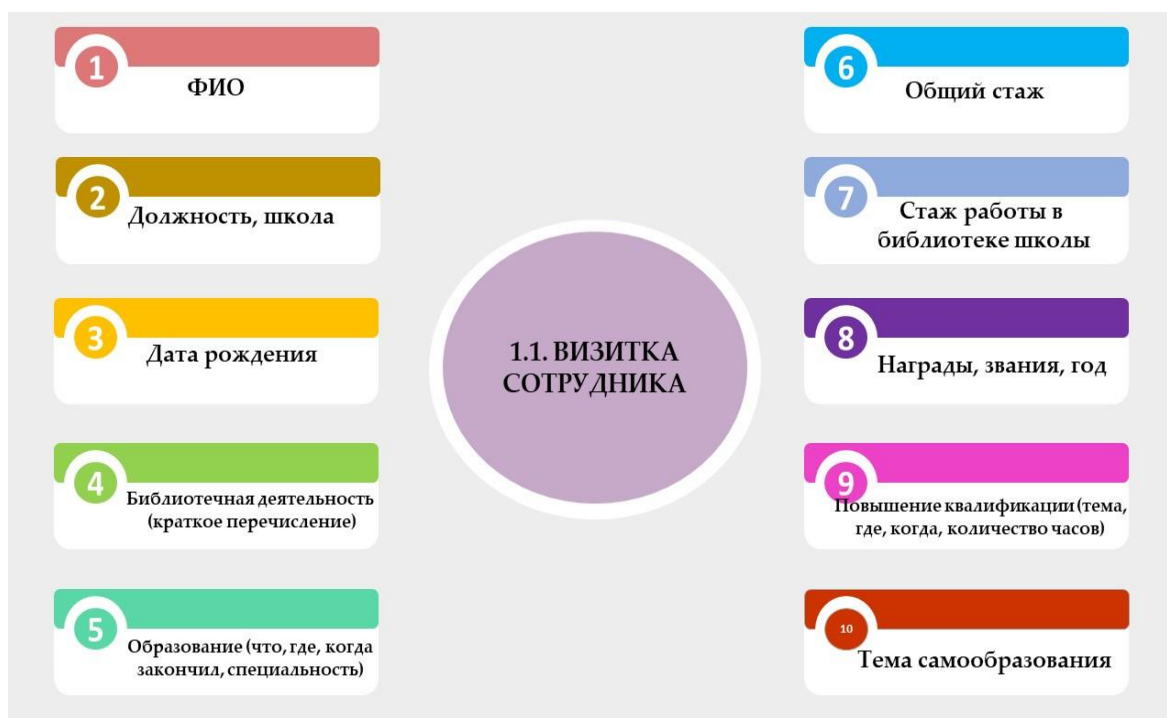 1
ФИО
2
Должность, школа
3
Дата рождения
4
Библиотечная деятельность
(краткое перечисление)
5
Образование (что, где, когда
закончил, специальность)
1.1. ВИЗИТКА
СОТРУДНИКА
6
Общий стаж
7
Стаж работы в
библиотеке школы
8
Награды, звания, год
9
Повышение квалификации (тема,
где, когда, количество часов)
10
Тема самообразования